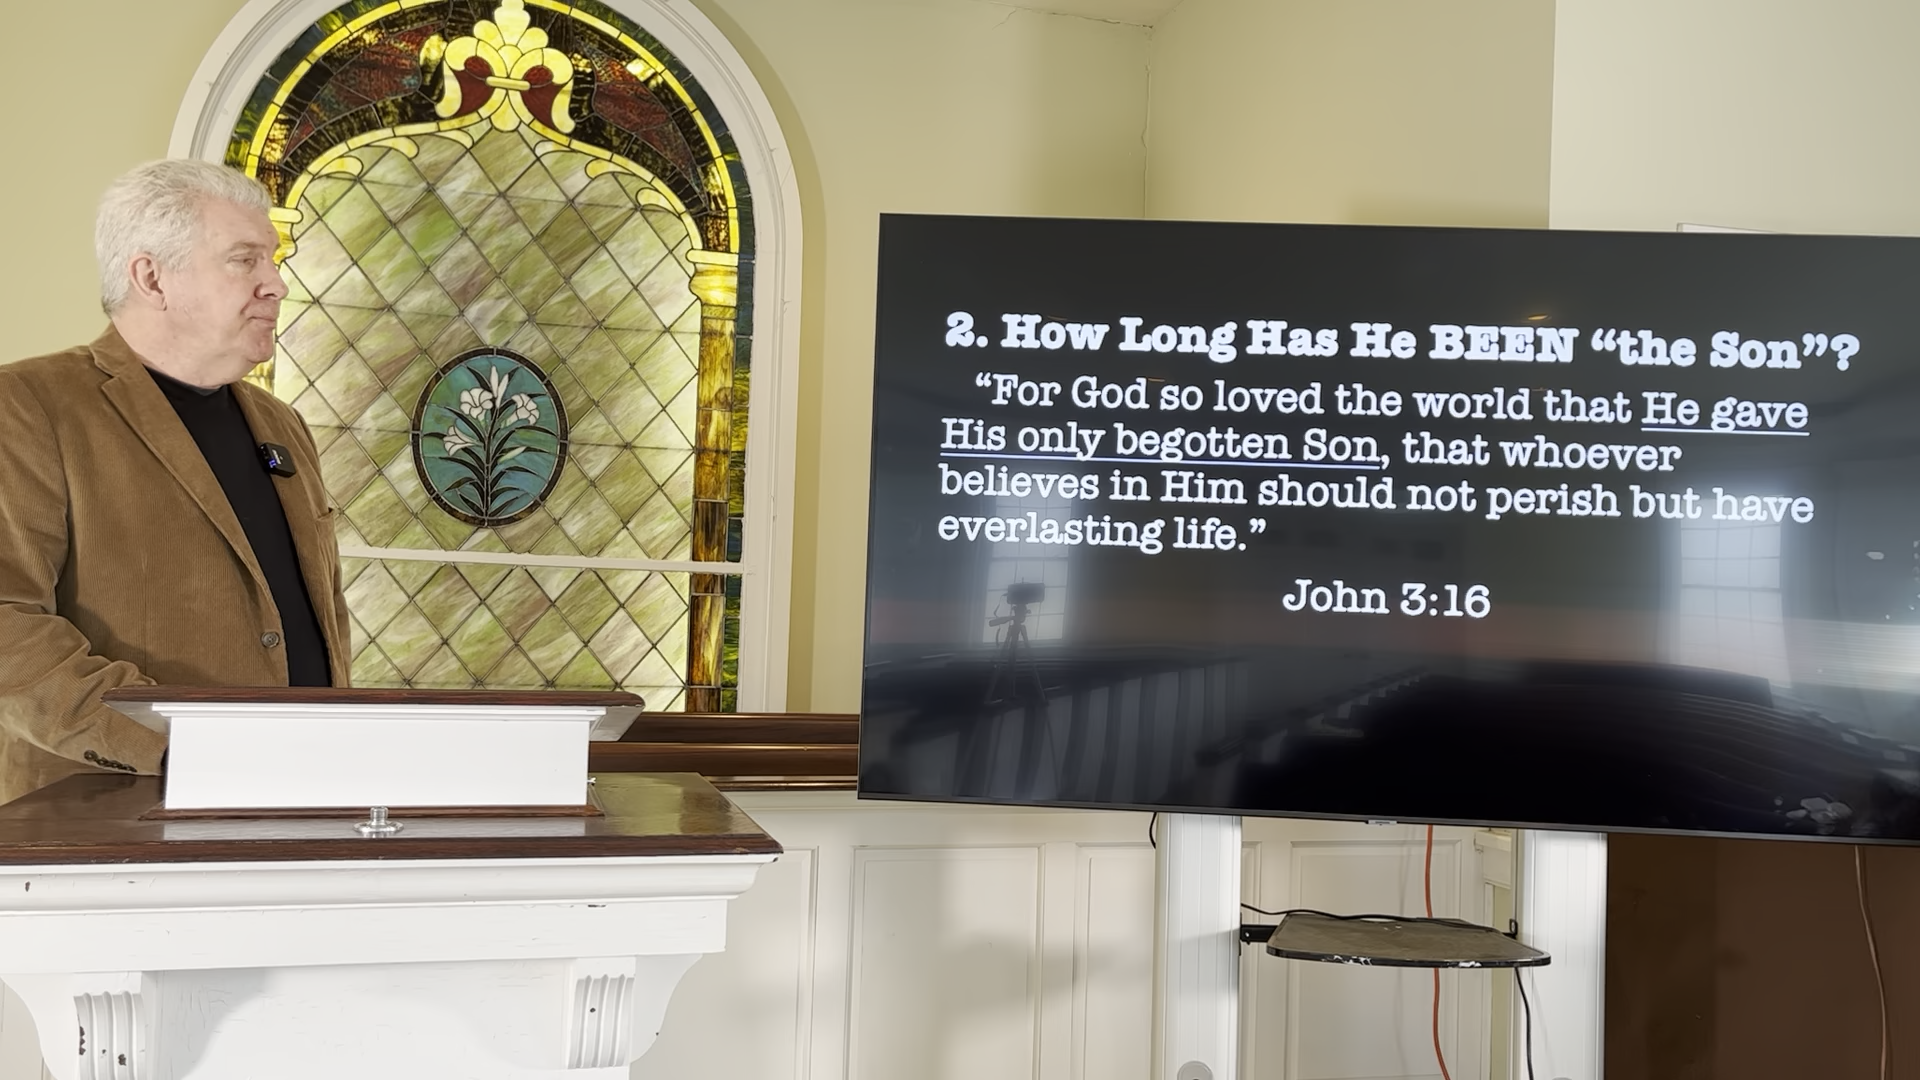 2. How Long Has He BEEN “the Son”?
“For God so loved the world that He gave
His only begotten Son, that whoever
believes in Him should not perish but have
everlasting life.”
John 3:16